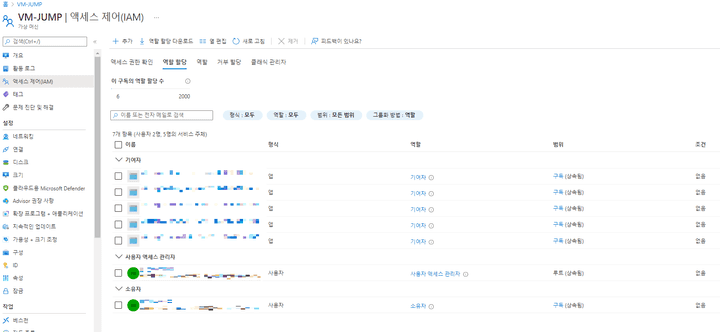 홈 > VM-JUMP
VM-JUMP | 액세스 제어(IAM) ...
가상 머신
검색(Ctrl+/)
추가 역할 할당 다운로드 열 편집 새로 고침 제거 피드백이 있나요?
개요
활동 로그
액세스 제어(IAM)
태그
문제 진단 및 해결
설정
네트워킹
연결
디스크
크기
클라우드용 Microsoft Defender
Advisor 권장 사항
확장 프로그램 + 애플리케이션
지속적인 업데이트
가용성 + 크기 조정
구성
ID
속성
잠금
작업
베스천
액세스 권한 확인 역할 할당 역할 거부 할당 클래식 관리자
이 구독의 역할 할당 수
6 2000
이름 또는 전자 메일로 검색
형식 : 모두 역할 : 모두 범위 : 모든 범위 그룹화 방법 : 역할
7개 항목 (사용자 2명, 5명의 서비스 주체)
이름 형식 역할 범위 조건
기여자
앱 기여자 구독 (상속됨) 없음
앱 기여자 구독 (상속됨) 없음
앱 기여자 구독 (상속됨) 없음
앱 기여자 구독 (상속됨) 없음
앱 기여자 구독 (상속됨) 없음
사용자 액세스 관리자
사용자 사용자 액세스 관리자 루트 (상속됨) 없음
소유자
사용자 소유자 구독 (상속됨) 없음